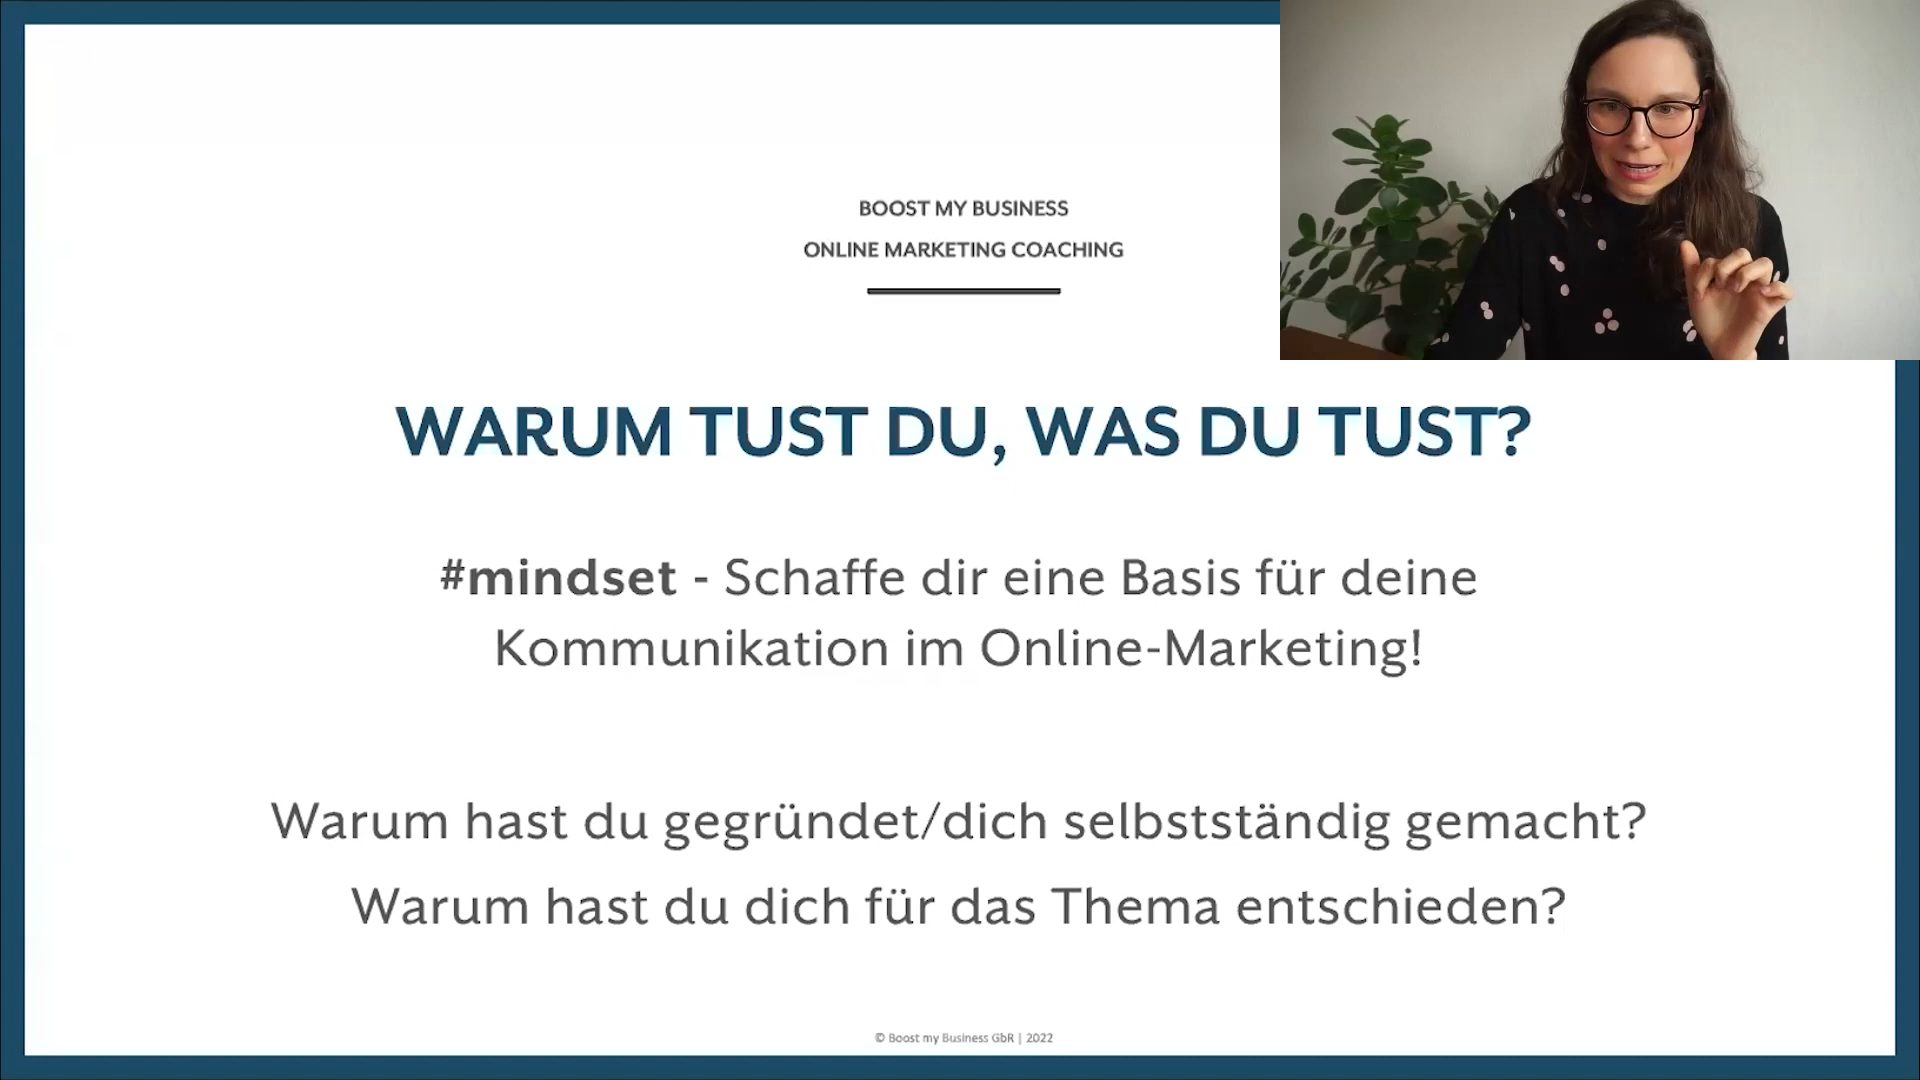 BOOST MY BUSINESS
ONLINE MARKETING COACHING
WARUM TUST DU, WAS DU TUST?
#mindset - Schaffe dir eine Basis für deine
Kommunikation im Online-Marketing!
Warum hast du gegründet/dich selbstständig gemacht?
Warum hast du dich für das Thema entschieden?
© Boost my Business GbR | 2022